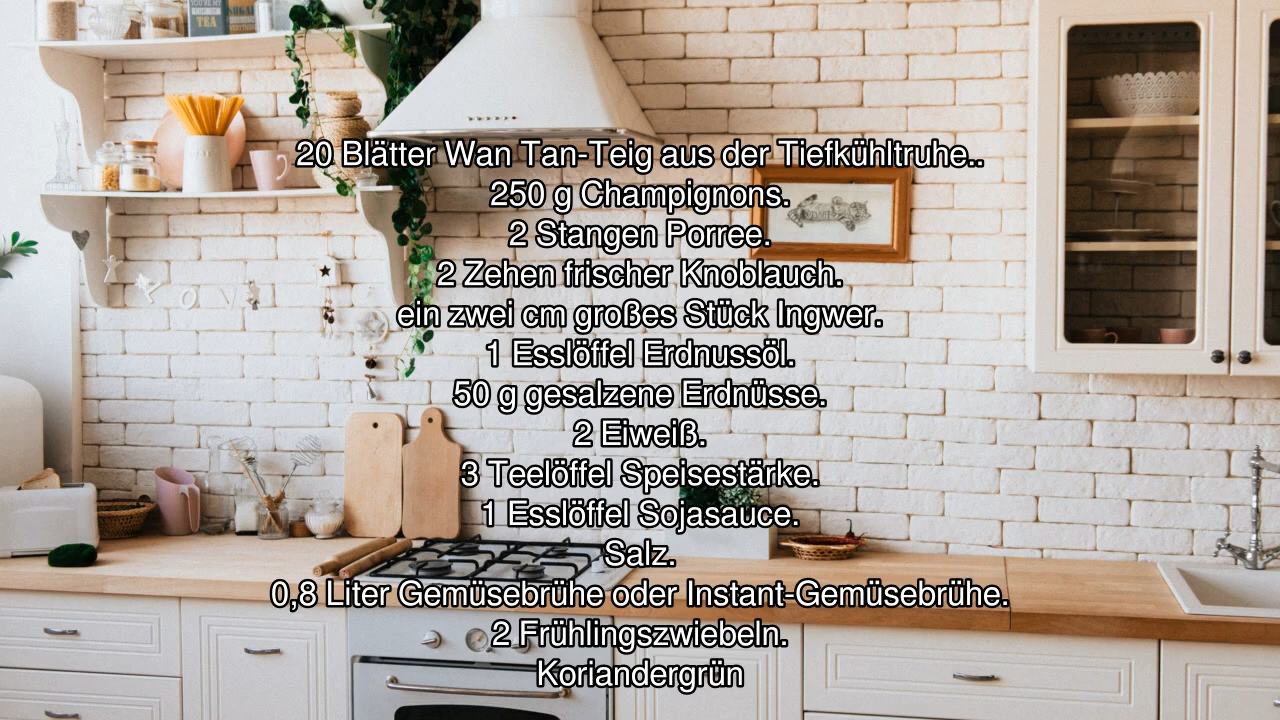 TEA
20 Blätter Wan Tan-Teig aus der Tiefkühltruhe..
250 g Champignons.
2 Stangen Porree.
2 Zehen frischer Knoblauch.
ein zwei cm großes Stück Ingwer.
1 Esslöffel Erdnussöl.
50 g gesalzene Erdnüsse.
2 Eiweiß.
3 Teelöffel Speisestärke.
1 Esslöffel Sojasauce.
Salz.
0,8 Liter Gemüsebrühe oder Instant-Gemüsebrühe.
2 Frühlingszwiebeln.
Koriandergrün